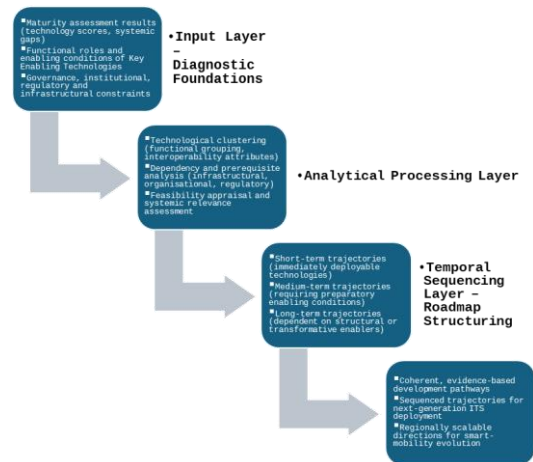 ▪Maturity assessment results
(technology scores, systemic
gaps)
▪Functional roles and
enabling conditions of Key
Enabling Technologies
▪Governance, institutional,
regulatory and
infrastructural constraints
•Input Layer
–
Diagnostic
Foundations
▪Technological clustering
(functional grouping,
interoperability attributes)
▪Dependency and prerequisite
analysis (infrastructural,
organisational, regulatory)
▪Feasibility appraisal and
systemic relevance
assessment
•Analytical Processing Layer
▪Short-term trajectories
(immediately deployable
technologies)
▪Medium-term trajectories
(requiring preparatory
enabling conditions)
▪Long-term trajectories
(dependent on structural or
transformative enablers)
•Temporal
Sequencing
Layer –
Roadmap
Structuring
▪Coherent, evidence-based
development pathways
▪Sequenced trajectories for
next-generation ITS
deployment
▪Regionally scalable
directions for smart-
mobility evolution